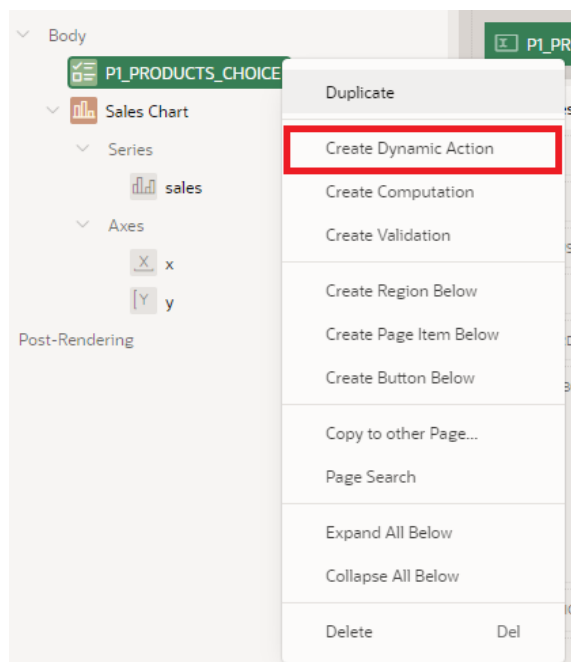 Body
P1_PRODUCTS_CHOICE
P1_PR
Sales Chart
Series
sales
Axes
X x
Y y
Post-Rendering
Duplicate
Create Dynamic Action
Create Computation
Create Validation
Create Region Below
Create Page Item Below
Create Button Below
Copy to other Page...
Page Search
Expand All Below
Collapse All Below
Delete Del